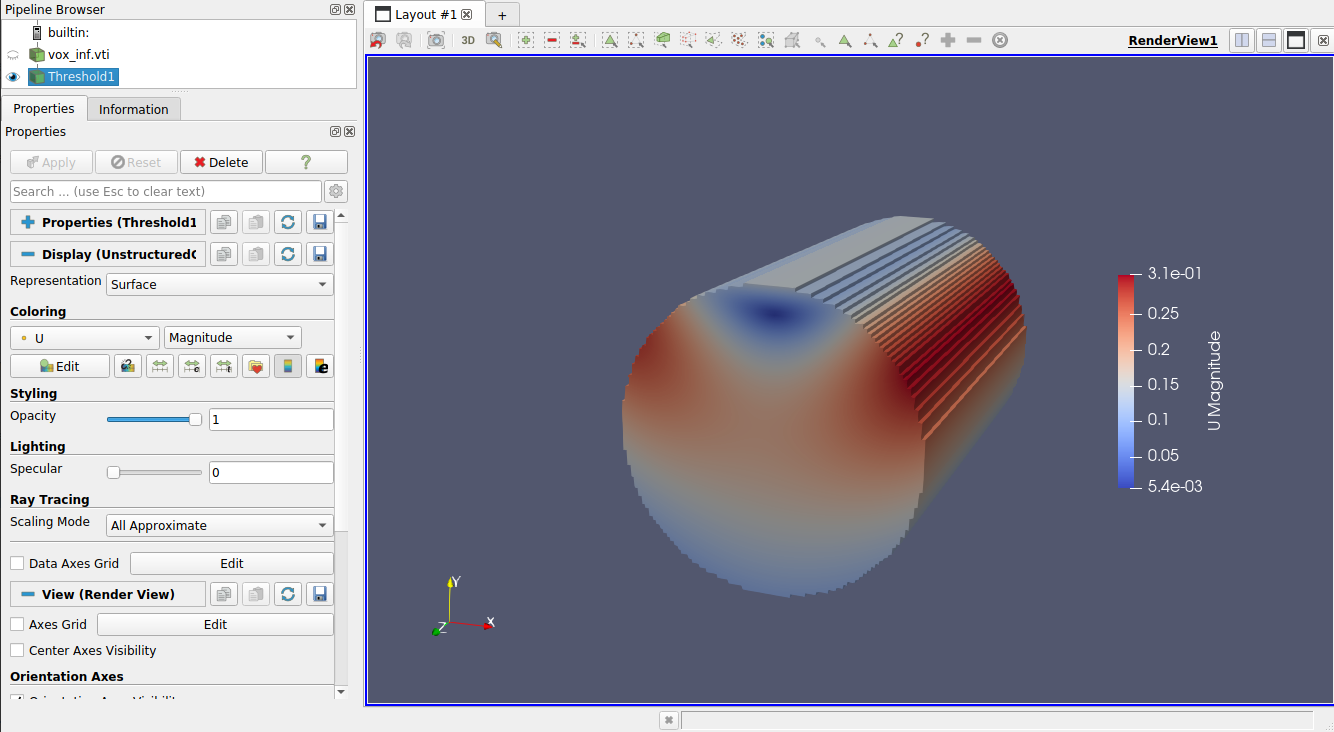 Pipeline Browser
builtin:
vox_inf.vti
Threshold1
Properties
Information
Properties
Apply
Reset
Delete
?
Search ... (use Esc to clear text)
Properties (Threshold1
Display (UnstructuredG
Representation
Surface
Coloring
U
Magnitude
Edit
Styling
Opacity
1
Lighting
Specular
0
Ray Tracing
Scaling Mode
All Approximate
Data Axes Grid
Edit
View (Render View)
Axes Grid
Edit
Center Axes Visibility
Orientation Axes
Layout #1
+
3D
RenderView1
3.1e-01
0.25
0.2
0.15
0.1
0.05
5.4e-03
U Magnitude
Y
X
Z